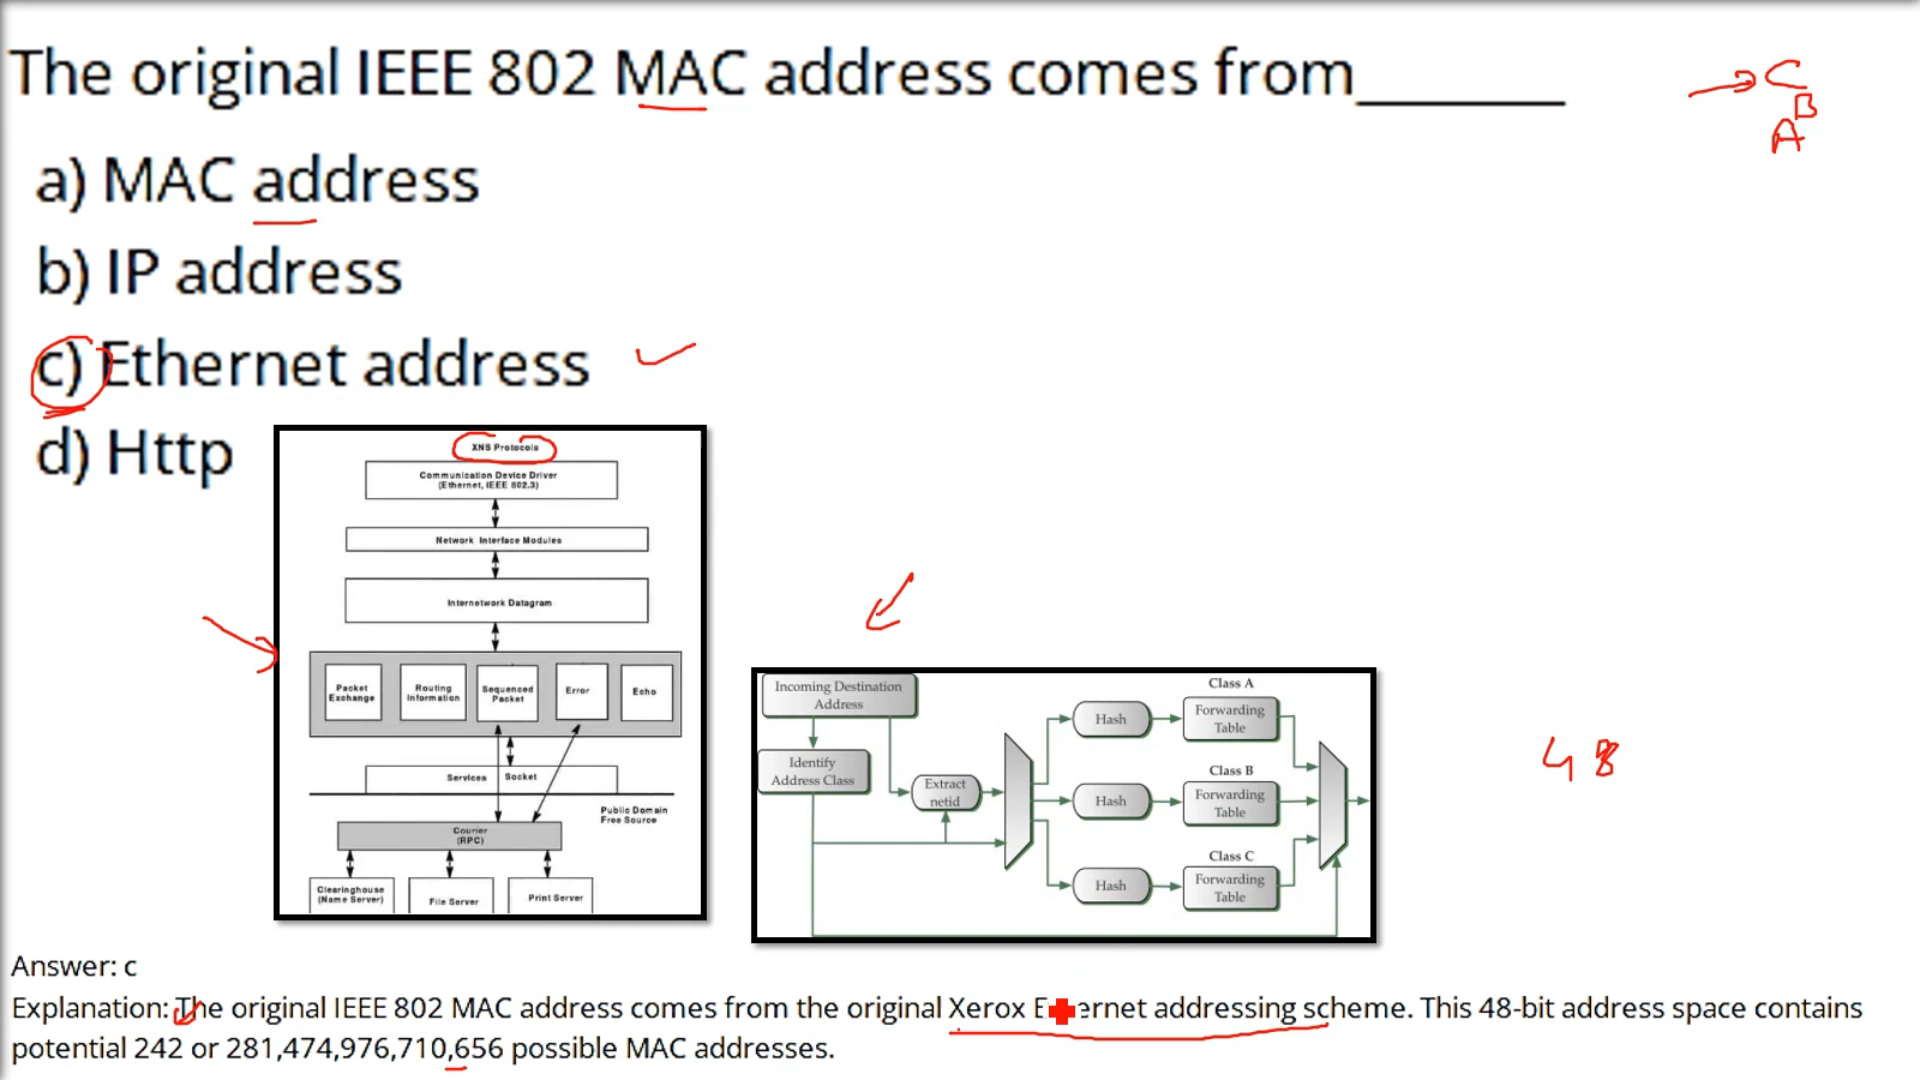 The original IEEE 802 MAC address comes from_______
a) MAC address
b) IP address
c) Ethernet address
d) Http
C
B
A
XNS Protocols
Communication Device Driver
(Ethernet, IEEE 802.3)
Network Interface Modules
Internetwork Datagram
Packet Exchange
Routing Information
Sequenced Packet
Error
Echo
Services Socket
Public Domain
Free Source
Courier
(RPC)
Clearinghouse
(Name Server)
File Server
Print Server
Incoming Destination
Address
Identify
Address Class
Extract
netid
Class A
Hash
Forwarding
Table
Class B
Hash
Forwarding
Table
Class C
Hash
Forwarding
Table
48
Answer: c
Explanation: The original IEEE 802 MAC address comes from the original Xerox Ethernet addressing scheme. This 48-bit address space contains
potential 242 or 281,474,976,710,656 possible MAC addresses.